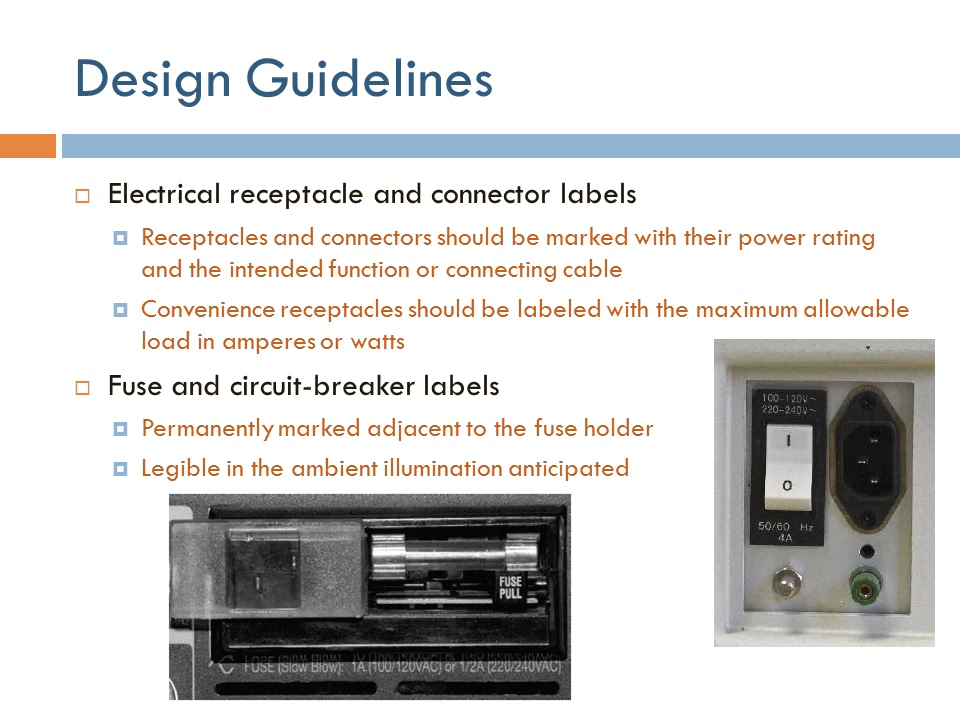 Design Guidelines
Electrical receptacle and connector labels
Receptacles and connectors should be marked with their power rating
and the intended function or connecting cable
Convenience receptacles should be labeled with the maximum allowable
load in amperes or watts
Fuse and circuit-breaker labels
Permanently marked adjacent to the fuse holder
Legible in the ambient illumination anticipated
100-120V~
220-240V~
I
O
50/60 Hz
4A
FUSE
PULL
FUSE (Slow Blow): 1A (100/120VAC) or 1/2A (220/240VAC)